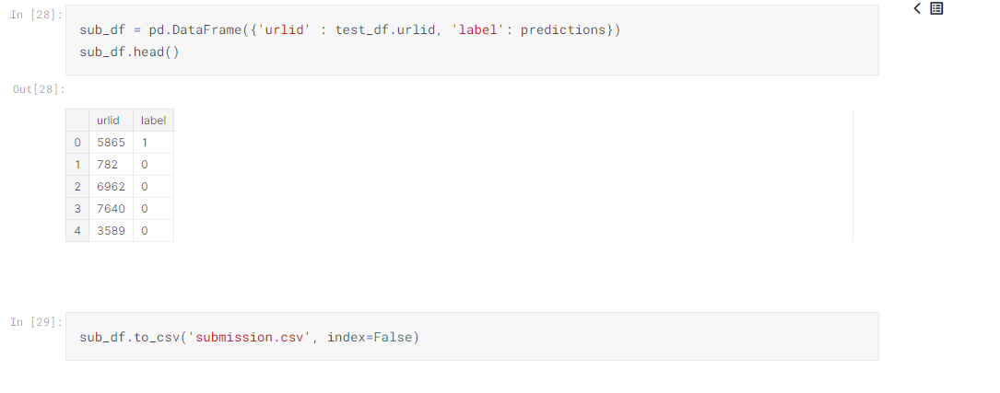 In [28]:
sub_df = pd.DataFrame({'urlid' : test_df.urlid, 'label': predictions})
sub_df.head()
Out[28]:
urlid label
0 5865 1
1 782 0
2 6962 0
3 7640 0
4 3589 0
In [29]:
sub_df.to_csv('submission.csv', index=False)